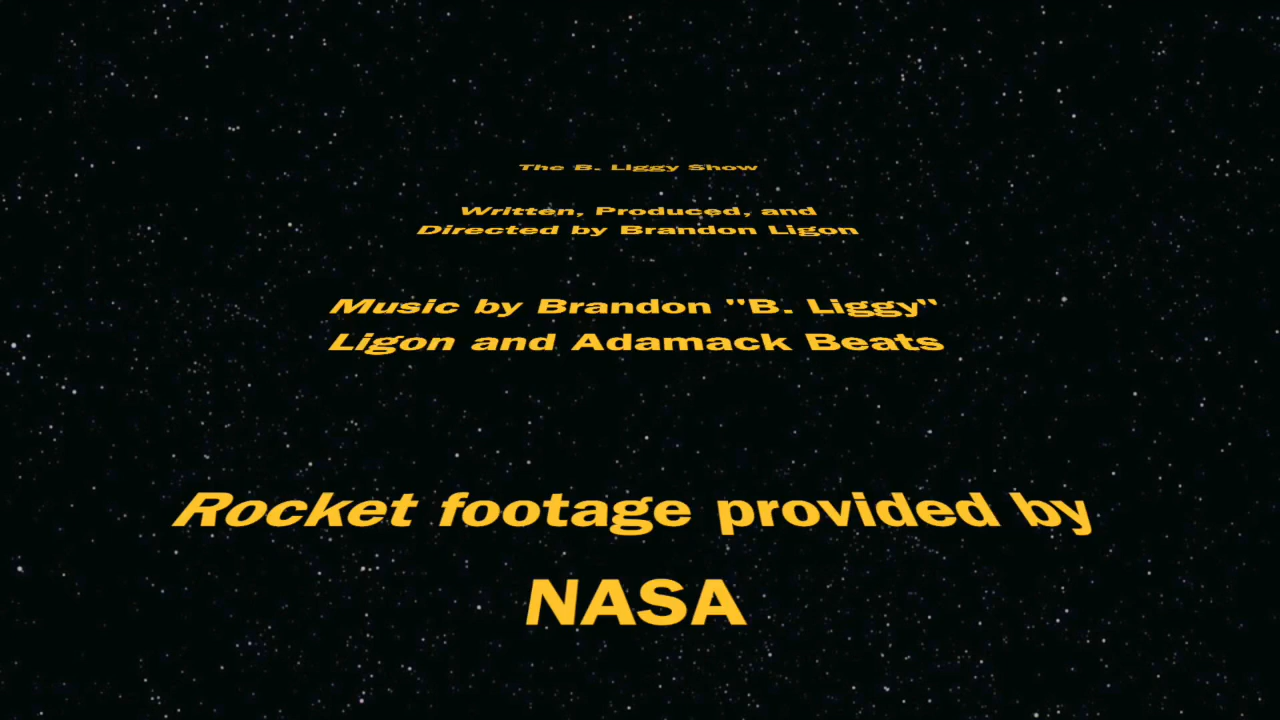 The B. Liggy Show
Written, Produced, and
Directed by Brandon Ligon
Music by Brandon "B. Liggy"
Ligon and Adamack Beats
Rocket footage provided by
NASA